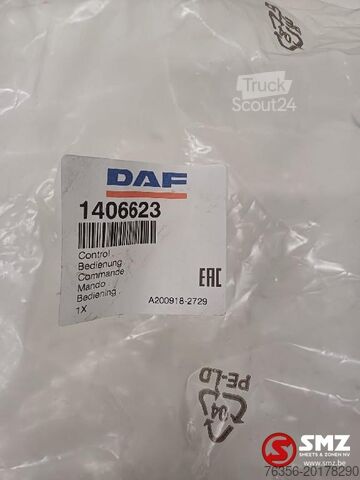 Truck
Scout24
DAF
1406623
Control
Bedienung
Commande
Mando
Bediening
1X
EAC
A200918-2729
PE-LD
04
SMZ
SMEETS & ZONEN NV
www.smz.be
76356-20178290